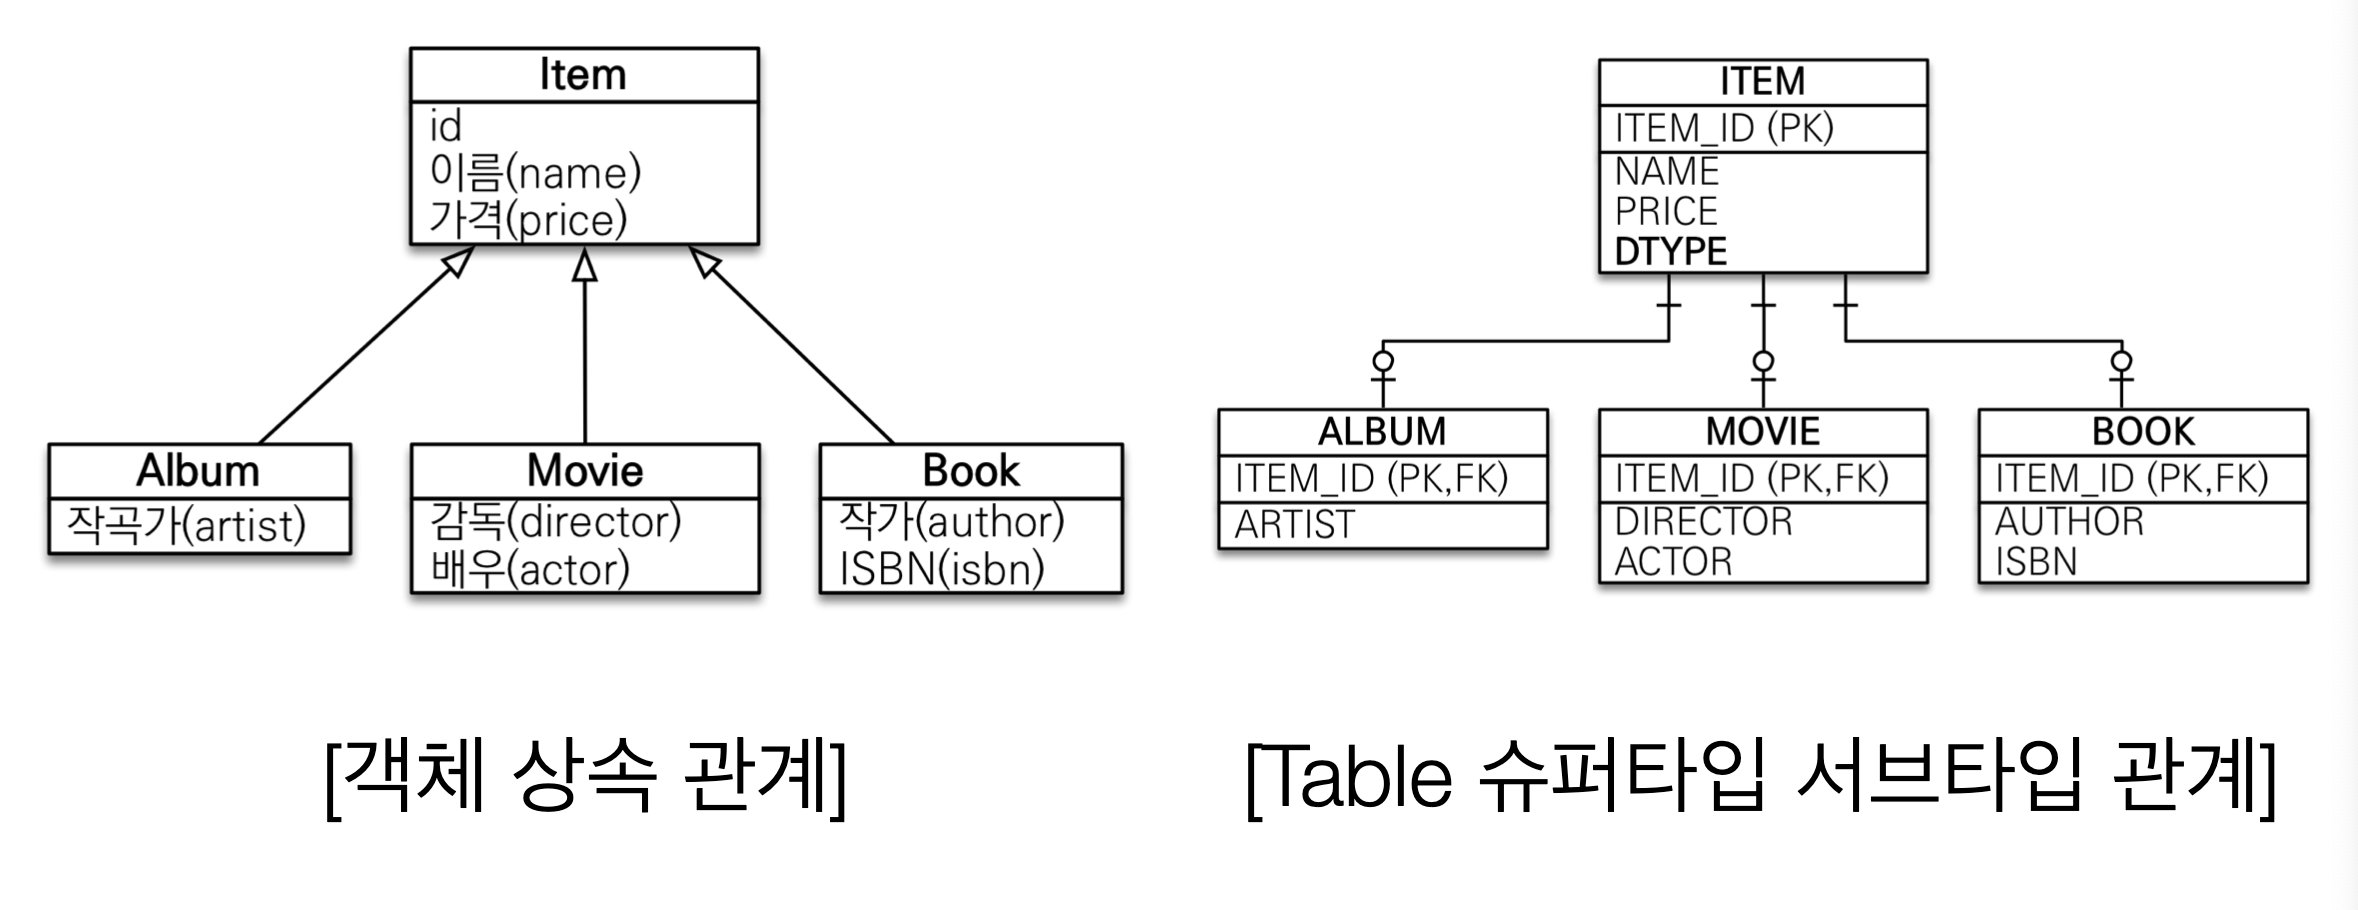 Item
id
이름(name)
가격(price)
Album
작곡가(artist)
Movie
감독(director)
배우(actor)
Book
작가(author)
ISBN(isbn)
[객체 상속 관계]
ITEM
ITEM_ID (PK)
NAME
PRICE
DTYPE
ALBUM
ITEM_ID (PK,FK)
ARTIST
MOVIE
ITEM_ID (PK,FK)
DIRECTOR
ACTOR
BOOK
ITEM_ID (PK,FK)
AUTHOR
ISBN
[Table 슈퍼타입 서브타입 관계]